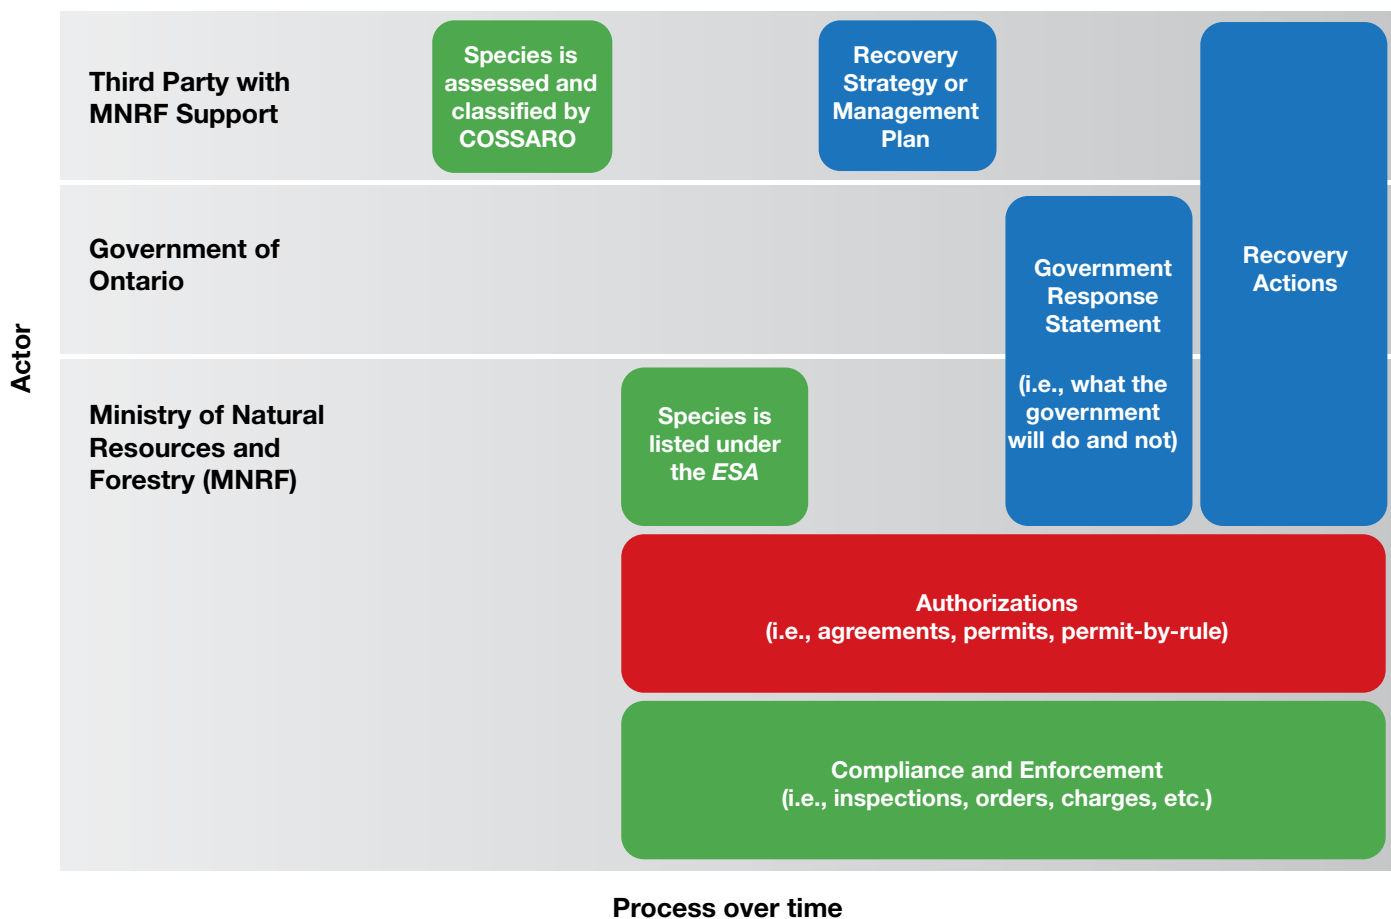 Actor
Third Party with
MNRF Support
Species is
assessed and
classified by
COSSARO
Recovery
Strategy or
Management
Plan
Government of
Ontario
Government
Response
Statement
(i.e., what the
government
will do and not)
Recovery
Actions
Ministry of Natural
Resources and
Forestry (MNRF)
Species is
listed under
the ESA
Authorizations
(i.e., agreements, permits, permit-by-rule)
Compliance and Enforcement
(i.e., inspections, orders, charges, etc.)
Process over time